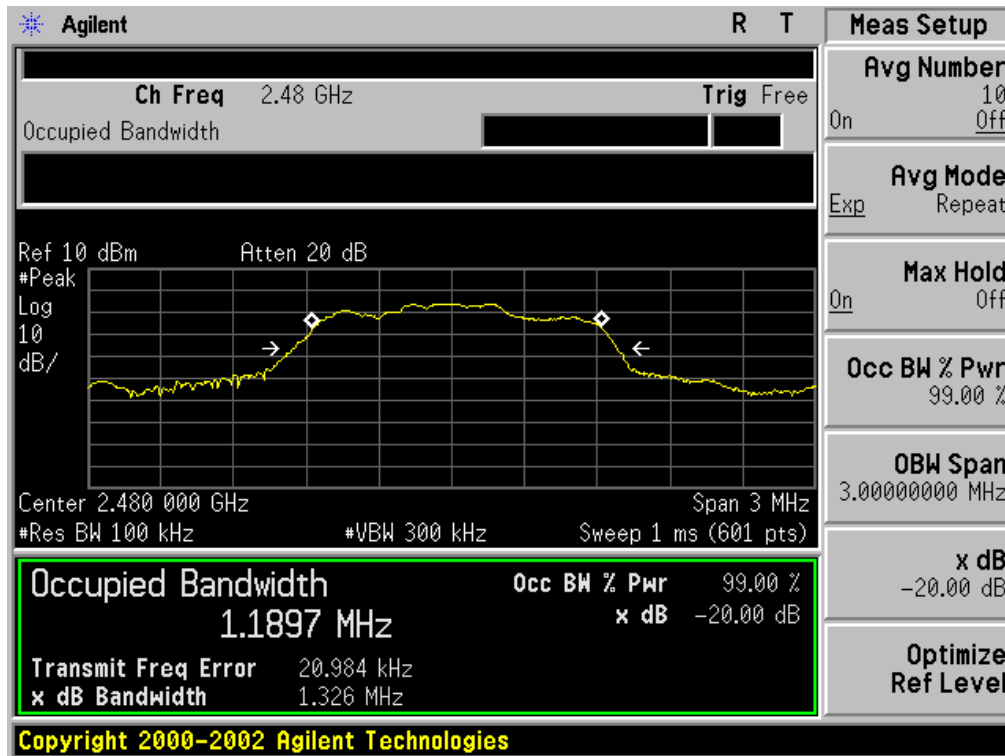 Agilent R T
Ch Freq 2.48 GHz Trig Free
Occupied Bandwidth
Ref 10 dBm Atten 20 dB
#Peak
Log
10
dB/
Center 2.480 000 GHz Span 3 MHz
#Res BW 100 kHz #VBW 300 kHz Sweep 1 ms (601 pts)
Occupied Bandwidth
1.1897 MHz
Occ BW % Pwr 99.00 %
x dB -20.00 dB
Transmit Freq Error 20.984 kHz
x dB Bandwidth 1.326 MHz
Copyright 2000-2002 Agilent Technologies
Meas Setup
Avg Number
10
On Off
Avg Mode
Exp Repeat
Max Hold
On Off
Occ BW % Pwr
99.00 %
OBW Span
3.00000000 MHz
x dB
-20.00 dB
Optimize
Ref Level